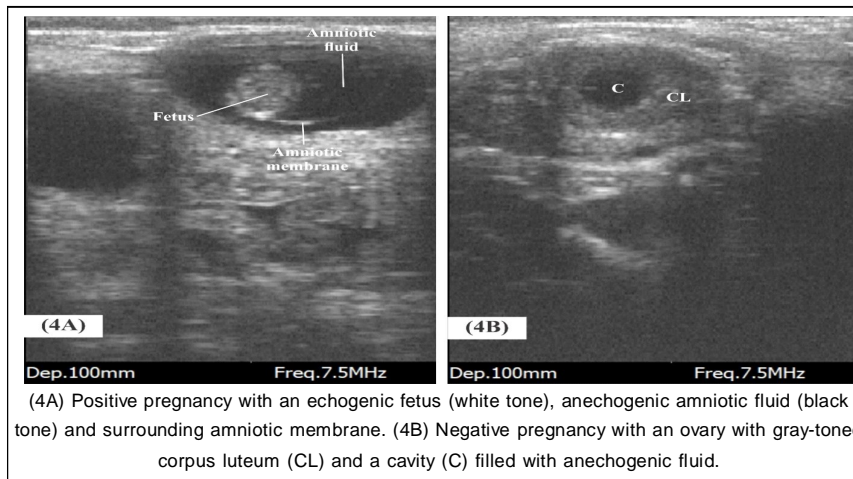 Amniotic
fluid
Fetus
Amniotic
membrane
(4A)
Dep.100mm Freq.7.5MHz
C
CL
(4B)
Dep.100mm Freq.7.5MHz
(4A) Positive pregnancy with an echogenic fetus (white tone), anechogenic amniotic fluid (black
tone) and surrounding amniotic membrane. (4B) Negative pregnancy with an ovary with gray-tone
corpus luteum (CL) and a cavity (C) filled with anechogenic fluid.